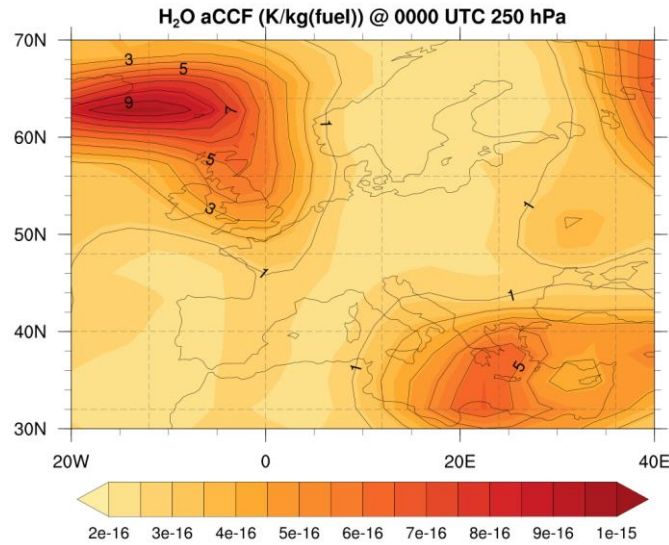 H₂O aCCF (K/kg(fuel)) @ 0000 UTC 250 hPa
70N
3
5
9
7
60N
1
5
3
1
50N
1
1
40N
1
5
30N
20W 0 20E 40E
2e-16 3e-16 4e-16 5e-16 6e-16 7e-16 8e-16 9e-16 1e-15